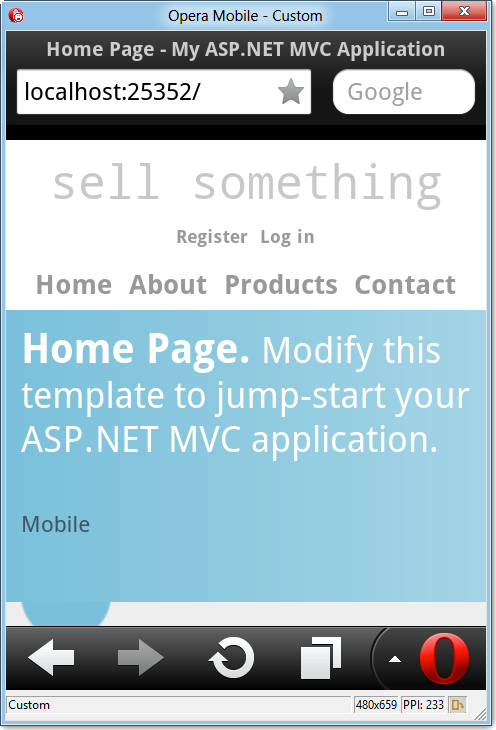 Opera Mobile - Custom
Home Page - My ASP.NET MVC Application
localhost:25352/ Google
sell something
Register Log in
Home About Products Contact
Home Page. Modify this
template to jump-start your
ASP.NET MVC application.
Mobile
Custom 480x659 PPI: 233